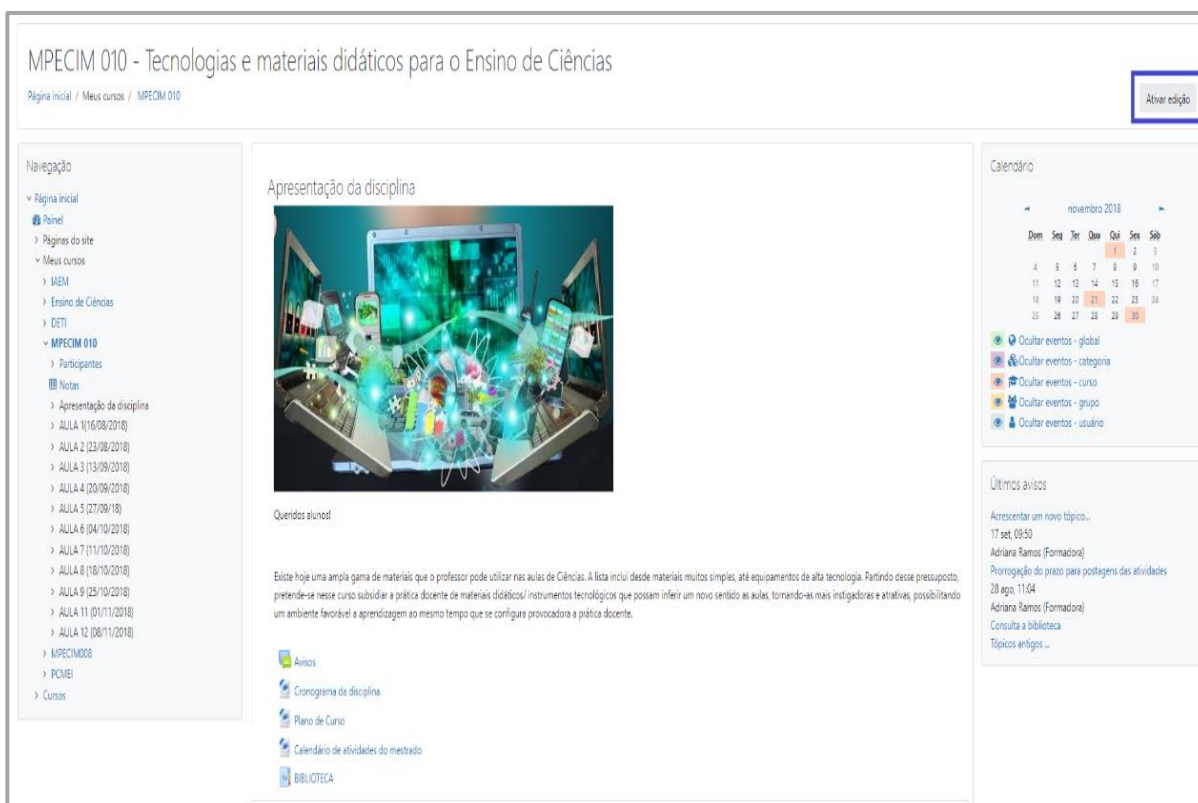 MPECIM 010 - Tecnologias e materiais didáticos para o Ensino de Ciências
Página inicial / Meus cursos / MPECIM 010
Ativar edição
Navegação
Página inicial
Painel
Páginas do site
Meus cursos
IAEM
Ensino de Ciências
DETI
MPECIM 010
Participantes
Notas
Apresentação da disciplina
AULA 1(16/08/2018)
AULA 2 (23/08/2018)
AULA 3 (13/09/2018)
AULA 4 (20/09/2018)
AULA 5 (27/09/18)
AULA 6 (04/10/2018)
AULA 7 (11/10/2018)
AULA 8 (18/10/2018)
AULA 9 (25/10/2018)
AULA 11 (01/11/2018)
AULA 12 (08/11/2018)
MPECIM008
PCMEI
Cursos
Apresentação da disciplina
Queridos alunos!
Existe hoje uma ampla gama de materiais que o professor pode utilizar nas aulas de Ciências. A lista inclui desde materiais muitos simples, até equipamentos de alta tecnologia. Partindo desse pressuposto,
pretende-se nesse curso subsidiar a prática docente de materiais didáticos/ instrumentos tecnológicos que possam inferir um novo sentido as aulas, tornando-as mais instigadoras e atrativas, possibilitando
um ambiente favorável a aprendizagem ao mesmo tempo que se configura provocadora a prática docente.
Avisos
Cronograma da disciplina
Plano de Curso
Calendário de atividades do mestrado
BIBLIOTECA
Calendário
◄ novembro 2018 ►
Dom Seg Ter Qua Qui Sex Sáb
1 2 3
4 5 6 7 8 9 10
11 12 13 14 15 16 17
18 19 20 21 22 23 24
25 26 27 28 29 30
Ocultar eventos - global
Ocultar eventos - categoria
Ocultar eventos - curso
Ocultar eventos - grupo
Ocultar eventos - usuário
Últimos avisos
Acrescentar um novo tópico...
17 set, 09:50
Adriana Ramos (Formadora)
Prorrogação do prazo para postagens das atividades
28 ago, 11:04
Adriana Ramos (Formadora)
Consulta a biblioteca
Tópicos antigos ...